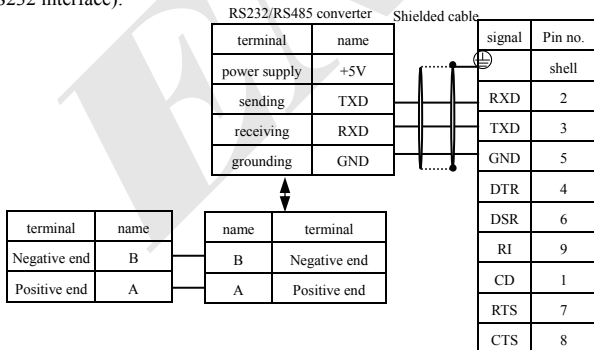 S232 interface).
RS232/RS485 converter Shielded cable
terminal name
power supply +5V
sending TXD
receiving RXD
grounding GND
signal Pin no.
shell
RXD 2
TXD 3
GND 5
DTR 4
DSR 6
RI 9
CD 1
RTS 7
CTS 8
terminal name
Negative end B
Positive end A
name terminal
B Negative end
A Positive end